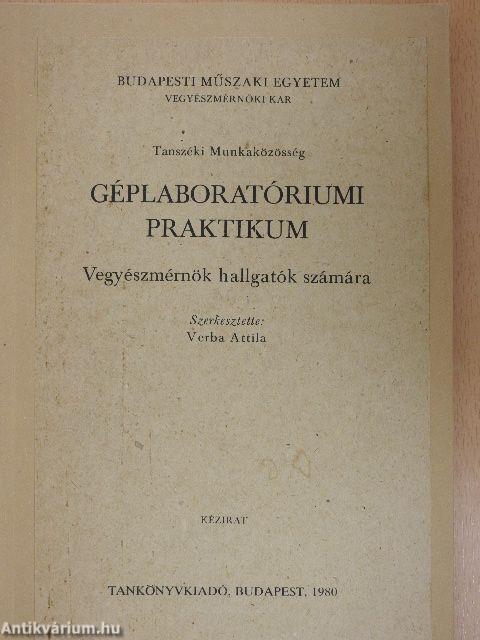 BUDAPESTI MŰSZAKI EGYETEM
VEGYÉSZMÉRNÖKI KAR
Tanszéki Munkaközösség
GÉPLABORATÓRIUMI
PRAKTIKUM
Vegyészmérnök hallgatók számára
Szerkesztette:
Verba Attila
KÉZIRAT
TANKÖNYVKIADÓ, BUDAPEST, 1980
Antikvárium.hu